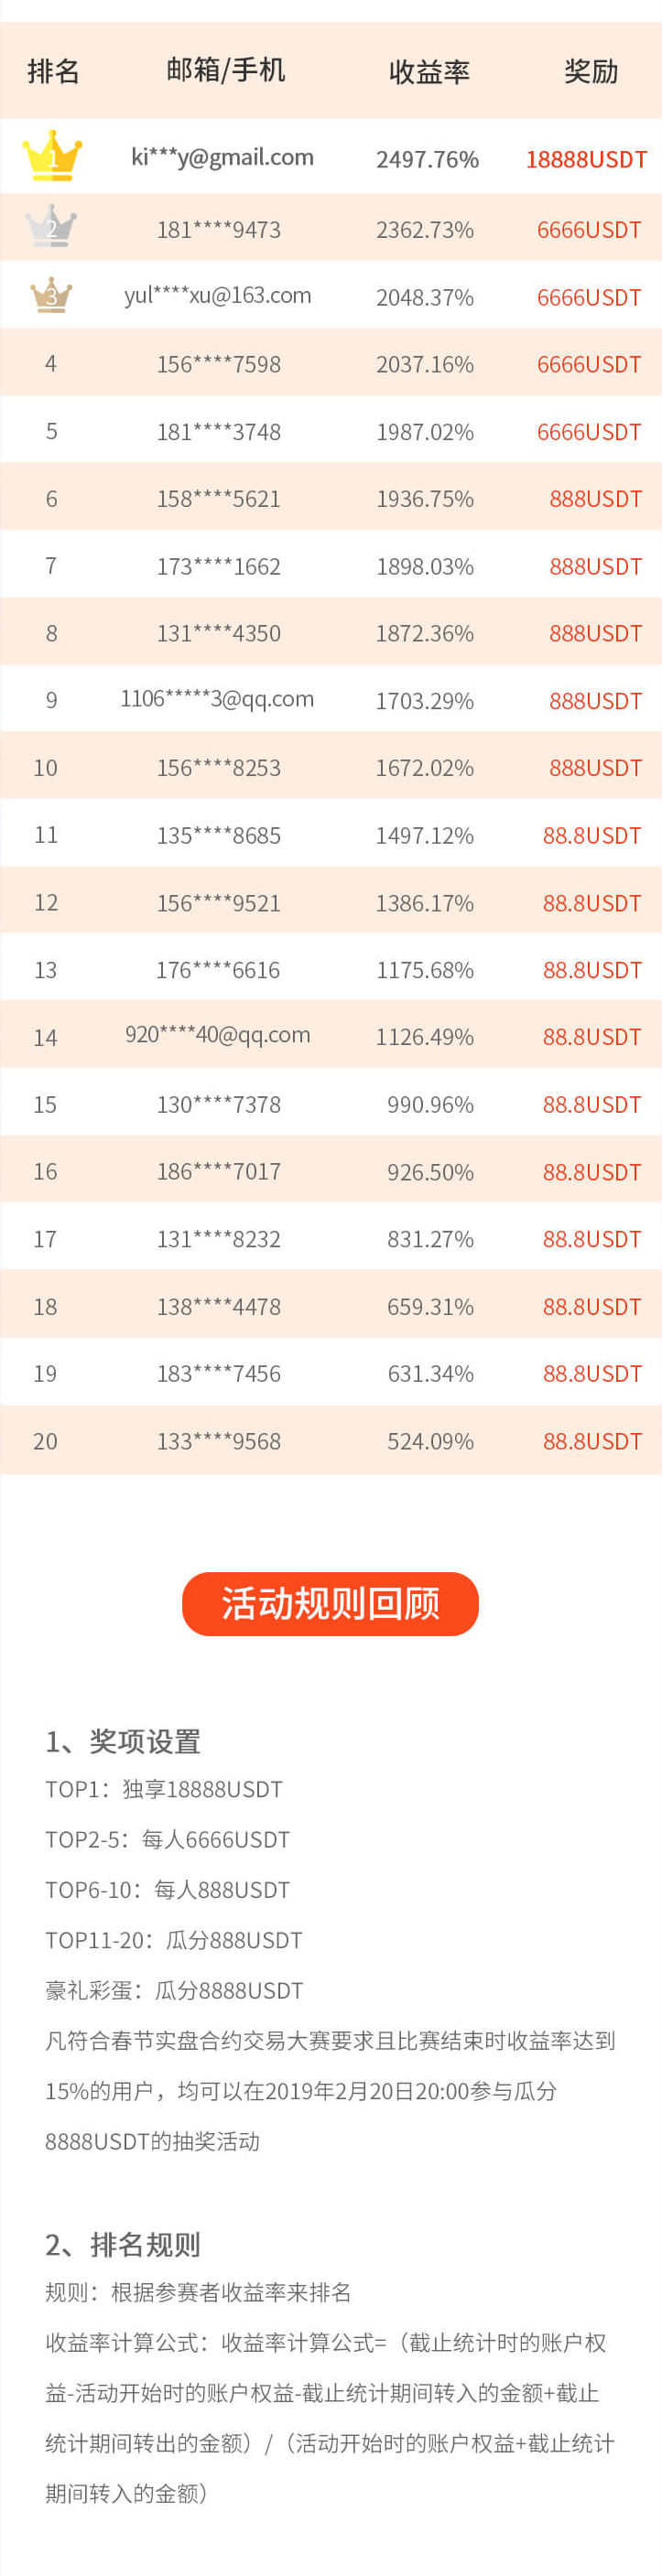 排名 邮箱/手机 收益率 奖励
1 ki***y@gmail.com 2497.76% 18888USDT
2 181****9473 2362.73% 6666USDT
3 yul****xu@163.com 2048.37% 6666USDT
4 156****7598 2037.16% 6666USDT
5 181****3748 1987.02% 6666USDT
6 158****5621 1936.75% 888USDT
7 173****1662 1898.03% 888USDT
8 131****4350 1872.36% 888USDT
9 1106*****3@qq.com 1703.29% 888USDT
10 156****8253 1672.02% 888USDT
11 135****8685 1497.12% 88.8USDT
12 156****9521 1386.17% 88.8USDT
13 176****6616 1175.68% 88.8USDT
14 920****40@qq.com 1126.49% 88.8USDT
15 130****7378 990.96% 88.8USDT
16 186****7017 926.50% 88.8USDT
17 131****8232 831.27% 88.8USDT
18 138****4478 659.31% 88.8USDT
19 183****7456 631.34% 88.8USDT
20 133****9568 524.09% 88.8USDT
活动规则回顾
1、奖项设置
TOP1：独享18888USDT
TOP2-5：每人6666USDT
TOP6-10：每人888USDT
TOP11-20：瓜分888USDT
豪礼彩蛋：瓜分8888USDT
凡符合春节实盘合约交易大赛要求且比赛结束时收益率达到
15%的用户，均可以在2019年2月20日20:00参与瓜分
8888USDT的抽奖活动
2、排名规则
规则：根据参赛者收益率来排名
收益率计算公式：收益率计算公式=（截止统计时的账户权
益-活动开始时的账户权益-截止统计期间转入的金额+截止
统计期间转出的金额）/（活动开始时的账户权益+截止统计
期间转入的金额）